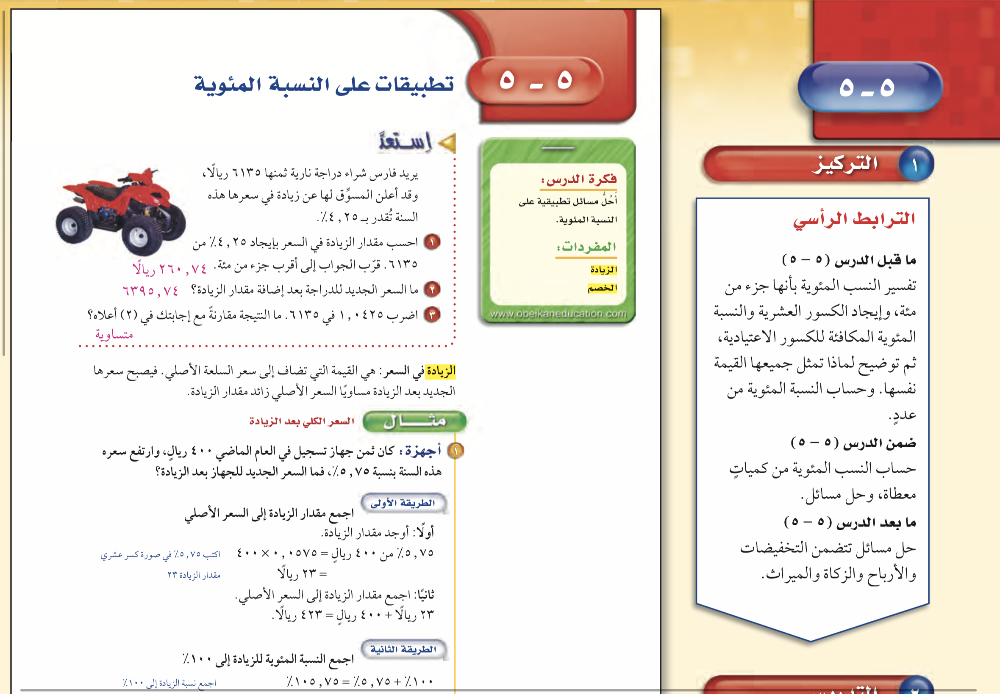 ٥ ـ ٥
التركيز ١
الترابط الرأسي
ما قبل الدرس (٥ – ٥)
تفسير النسب المئوية بأنها جزء من
مئة، وإيجاد الكسور العشرية والنسبة
المئوية المكافئة للكسور الاعتيادية،
ثم توضيح لماذا تمثل جميعها القيمة
نفسها. وحساب النسبة المئوية من
عددٍ.
ضمن الدرس (٥ – ٥)
حساب النسب المئوية من كمياتٍ
معطاة، وحل مسائل.
ما بعد الدرس (٥ – ٥)
حل مسائل تتضمن التخفيضات
والأرباح والزكاة والميراث.
٥ ـ ٥
تطبيقات على النسبة المئوية
فكرة الدرس:
أحُلُّ مسائل تطبيقية على
النسبة المئوية.
المفردات:
الزيادة
الخصم
www.obeikaneducation.com
إستعدَّ
يريد فارس شراء دراجة نارية ثمنها ٦١٣٥ ريالًا،
وقد أعلن المسوِّق لها عن زيادة في سعرها هذه
السنة تُقدر بـ ٤,٢٥٪.
١ احسب مقدار الزيادة في السعر بإيجاد ٤,٢٥٪ من
٦١٣٥. قرّب الجواب إلى أقرب جزء من مئة. ٢٦٠,٧٤ ريالًا
٢ ما السعر الجديد للدراجة بعد إضافة مقدار الزيادة؟ ٦٣٩٥,٧٤
٣ اضرب ١,٠٤٢٥ في ٦١٣٥. ما النتيجة مقارنةً مع إجابتك في (٢) أعلاه؟
متساوية
الزيادة في السعر: هي القيمة التي تضاف إلى سعر السلعة الأصلي. فيصبح سعرها
الجديد بعد الزيادة مساويًا السعر الأصلي زائد مقدار الزيادة.
مثـــال السعر الكلي بعد الزيادة
١ أجهزة: كان ثمن جهاز تسجيل في العام الماضي ٤٠٠ ريالٍ، وارتفع سعره
هذه السنة بنسبة ٥,٧٥٪، فما السعر الجديد للجهاز بعد الزيادة؟
الطريقة الأولى
اجمع مقدار الزيادة إلى السعر الأصلي
أولًا: أوجد مقدار الزيادة.
٥,٧٥٪ من ٤٠٠ ريالٍ = ٠,٠٥٧٥ × ٤٠٠ اكتب ٥,٧٥٪ في صورة كسر عشري
= ٢٣ ريالًا مقدار الزيادة ٢٣
ثانيًا: اجمع مقدار الزيادة إلى السعر الأصلي.
٢٣ ريالًا + ٤٠٠ ريالٍ = ٤٢٣ ريالًا.
الطريقة الثانية
اجمع النسبة المئوية للزيادة إلى ١٠٠٪
١٠٠٪ + ٥,٧٥٪ = ١٠٥,٧٥٪ اجمع نسبة الزيادة إلى ١٠٠٪